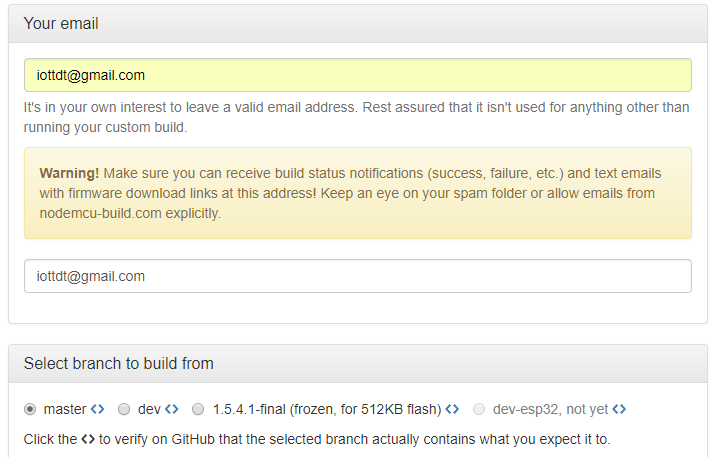 Your email
iottdt@gmail.com
It's in your own interest to leave a valid email address. Rest assured that it isn't used for anything other than
running your custom build.
Warning! Make sure you can receive build status notifications (success, failure, etc.) and text emails
with firmware download links at this address! Keep an eye on your spam folder or allow emails from
nodemcu-build.com explicitly.
iottdt@gmail.com
Select branch to build from
master <> dev <> 1.5.4.1-final (frozen, for 512KB flash) <> dev-esp32, not yet <>
Click the <> to verify on GitHub that the selected branch actually contains what you expect it to.